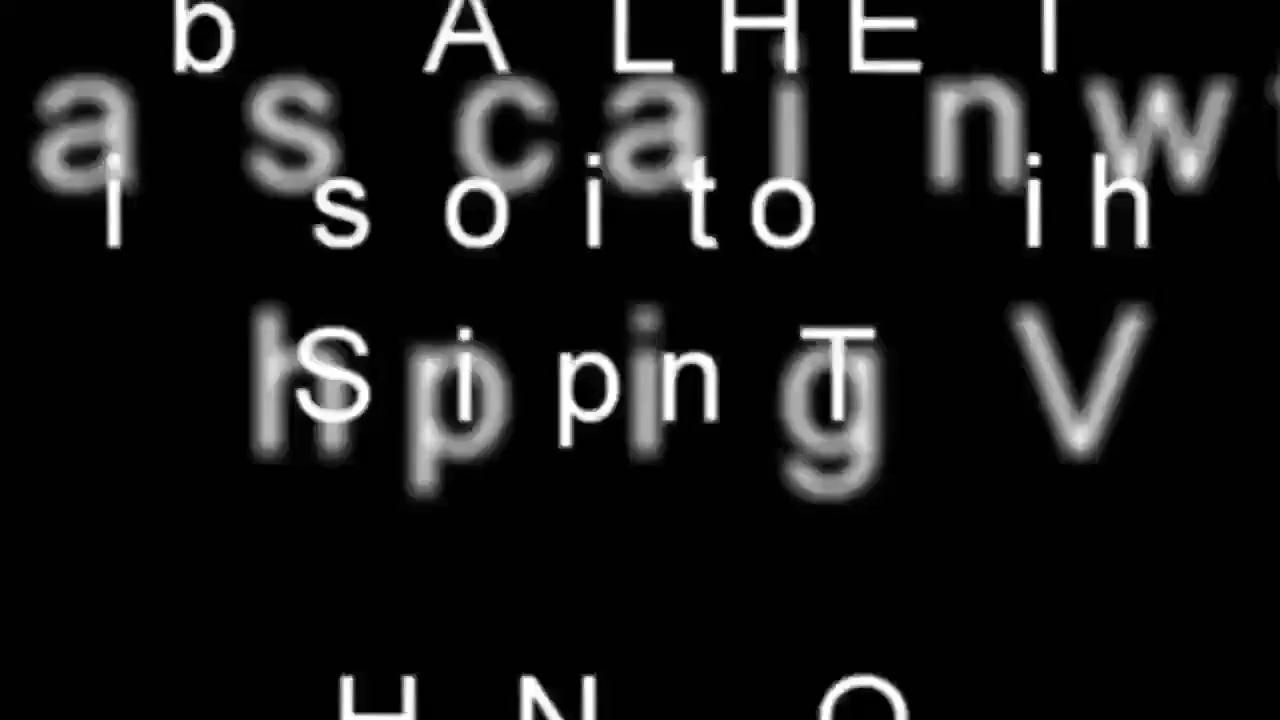 b A L H E T
a s c a i n w
i s o i t o i h
S i p n T
h p i g V
H N O